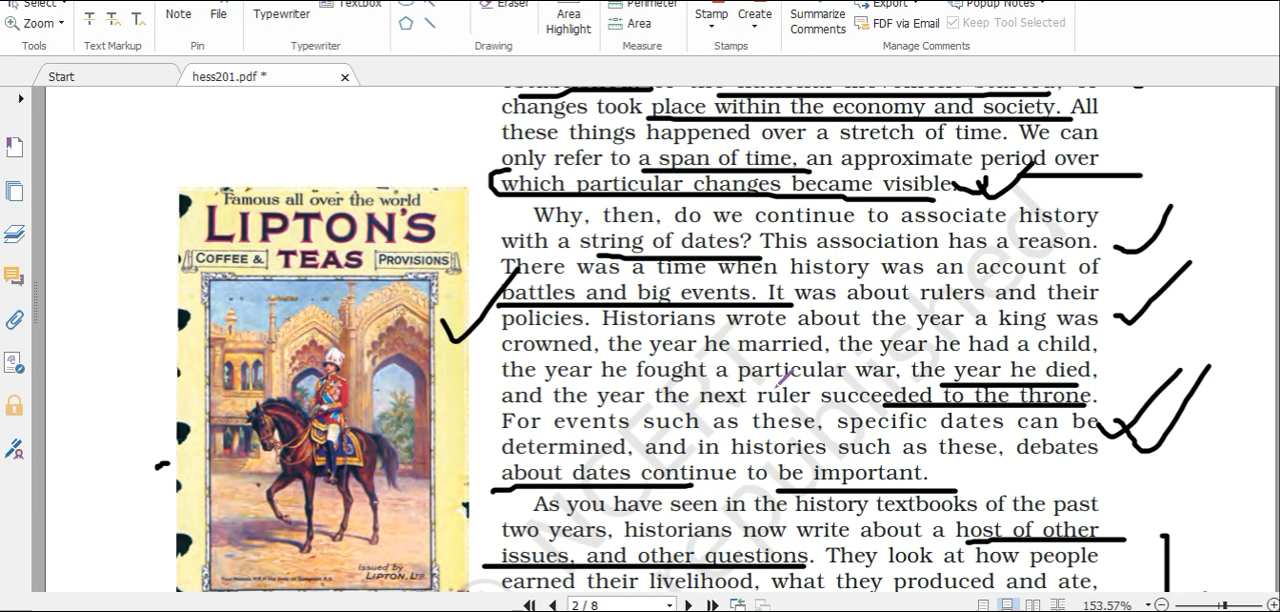 Select
Zoom
Tools
Text Markup
Note
File
Pin
Typewriter
Textbox
Typewriter
Eraser
Area
Highlight
Drawing
Perimeter
Area
Measure
Stamp
Create
Stamps
Summarize
Comments
Export
Popup Notes
FDF via Email
Keep Tool Selected
Manage Comments
Start
hess201.pdf *
changes took place within the economy and society. All
these things happened over a stretch of time. We can
only refer to a span of time, an approximate period over
which particular changes became visible.
Why, then, do we continue to associate history
with a string of dates? This association has a reason.
There was a time when history was an account of
battles and big events. It was about rulers and their
policies. Historians wrote about the year a king was
crowned, the year he married, the year he had a child,
the year he fought a particular war, the year he died,
and the year the next ruler succeeded to the throne.
For events such as these, specific dates can be
determined, and in histories such as these, debates
about dates continue to be important.
As you have seen in the history textbooks of the past
two years, historians now write about a host of other
issues, and other questions. They look at how people
earned their livelihood, what they produced and ate,
Famous all over the world
LIPTON'S
COFFEE & TEAS PROVISIONS
Issued by
LIPTON, LTD.
© NCERT
republished
2 / 8
153.57%